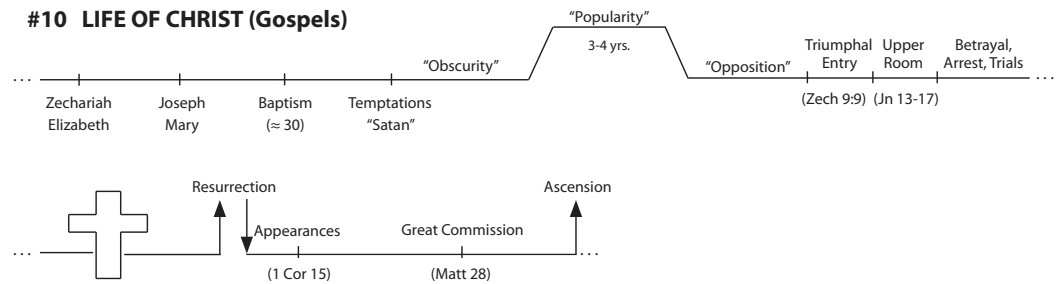 #10 LIFE OF CHRIST (Gospels)
"Popularity"
3-4 yrs.
"Obscurity"
"Opposition"
Triumphal
Entry
Upper
Room
Betrayal,
Arrest, Trials
...
...
Zechariah
Elizabeth
Joseph
Mary
Baptism
(≈ 30)
Temptations
"Satan"
(Zech 9:9)
(Jn 13-17)
Resurrection
Ascension
Appearances
Great Commission
...
...
(1 Cor 15)
(Matt 28)